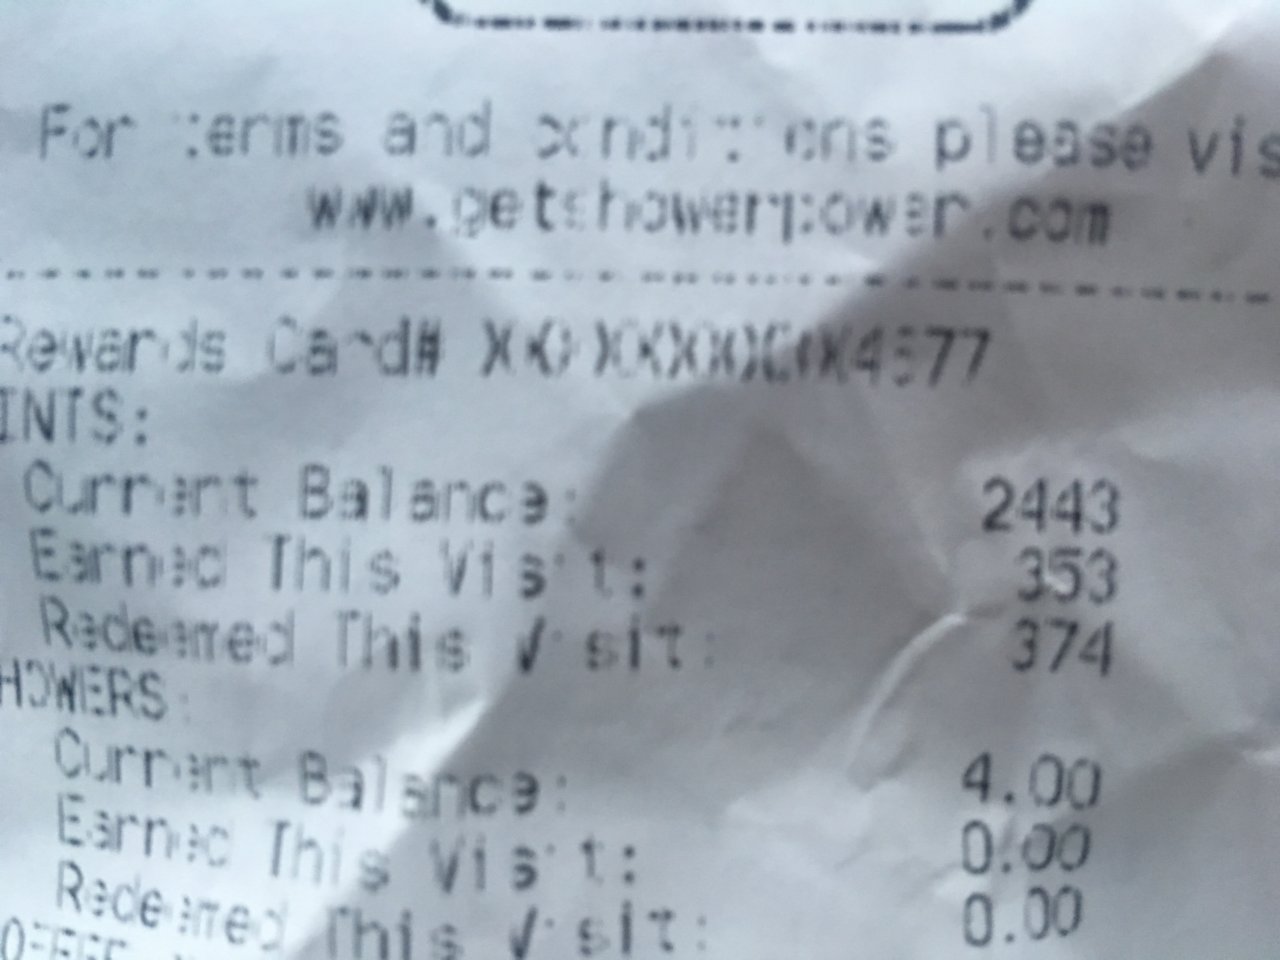 For terms and conditions please vis
www.getshowerpower.com
Rewards Card# XXXXXXXXXXXX4577
INTS:
Current Balance: 2443
Earned This Visit: 353
Redeemed This Visit: 374
HOWERS:
Current Balance: 4.00
Earned This Visit: 0.00
Redeemed This Visit: 0.00